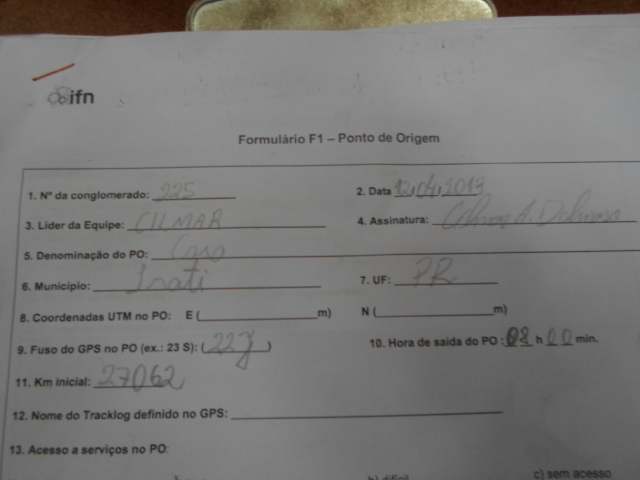 ifn
Formulário F1 – Ponto de Origem
1. Nº da conglomerado: 225 2. Data 12.04.2013
3. Líder da Equipe: CILMAR 4. Assinatura:
5. Denominação do PO:
6. Município: Irati 7. UF: PR
8. Coordenadas UTM no PO: E ( m) N ( m)
9. Fuso do GPS no PO (ex.: 23 S): (22J) 10. Hora de saída do PO: 08 h 00 min.
11. Km inicial: 27062
12. Nome do Tracklog definido no GPS:
13. Acesso a serviços no PO:
c) sem acesso